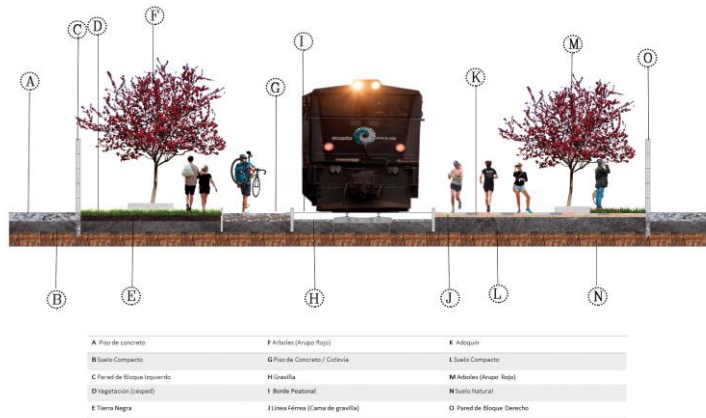 F
C
D
I
M
O
K
A
G
ecuador
B
E
H
J
L
N
A Piso de concreto
F Arboles (Arupo Rojo)
K Adoquín
B Suelo Compacto
G Piso de Concreto / Ciclovía
L Suelo Compacto
C Pared de Bloque Izquierdo
H Gravilla
M Arboles (Arupo Rojo)
D Vegetación (césped)
I Borde Peatonal
N Suelo Natural
E Tierra Negra
J Línea Férrea (Cama de gravilla)
O Pared de Bloque Derecho